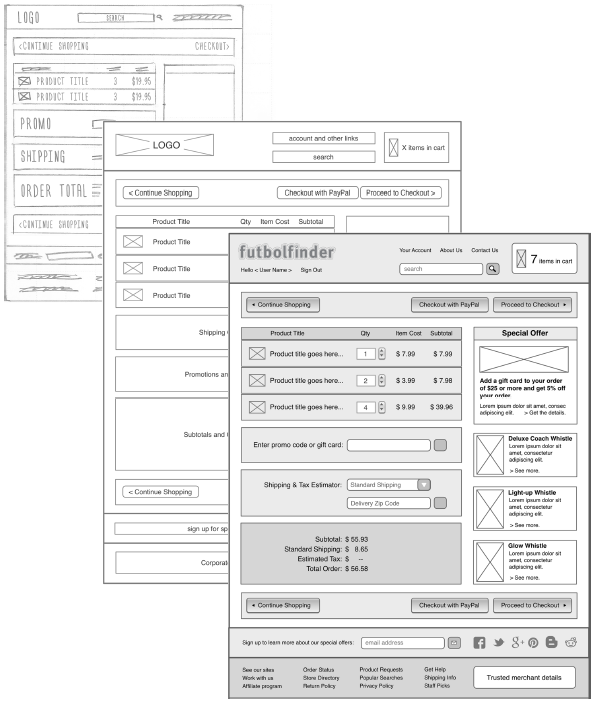 LOGO
SEARCH
<CONTINUE SHOPPING
CHECKOUT>
PRODUCT TITLE 3 $19.95
PRODUCT TITLE 3 $19.95
PROMO
SHIPPING
ORDER TOTAL
<CONTINUE SHOPPING
LOGO
account and other links
search
X items in cart
< Continue Shopping
Checkout with PayPal
Proceed to Checkout >
Product Title Qty Item Cost Subtotal
Product Title
Product Title
Product Title
Shipping
Promotions an
Subtotals and
< Continue Shopping
sign up for sp
Corporat
futbolfinder
Hello < User Name > Sign Out
Your Account About Us Contact Us
search
7 items in cart
Continue Shopping
Checkout with PayPal
Proceed to Checkout
Product Title Qty Item Cost Subtotal
Product title goes here... 1 $ 7.99 $ 7.99
Product title goes here... 2 $ 3.99 $ 7.98
Product title goes here... 4 $ 9.99 $ 39.96
Enter promo code or gift card:
Shipping & Tax Estimator: Standard Shipping
Delivery Zip Code
Subtotal: $ 55.93
Standard Shipping: $ 8.65
Estimated Tax: $ --
Total Order: $ 56.58
Special Offer
Add a gift card to your order
of $25 or more and get 5% off
your order
Lorem ipsum dolor sit amet, consec
adipiscing elit. > Get the details.
Deluxe Coach Whistle
Lorem ipsum dolor sit
amet, consectetur
adipiscing elit.
> See more.
Light-up Whistle
Lorem ipsum dolor sit
amet, consectetur
adipiscing elit.
> See more.
Glow Whistle
Lorem ipsum dolor sit
amet, consectetur
adipiscing elit.
> See more.
Continue Shopping
Checkout with PayPal
Proceed to Checkout
Sign up to learn more about our special offers: email address
See our sites
Work with us
Affiliate program
Order Status
Store Directory
Return Policy
Product Requests
Popular Searches
Privacy Policy
Get Help
Shipping Info
Staff Picks
Trusted merchant details